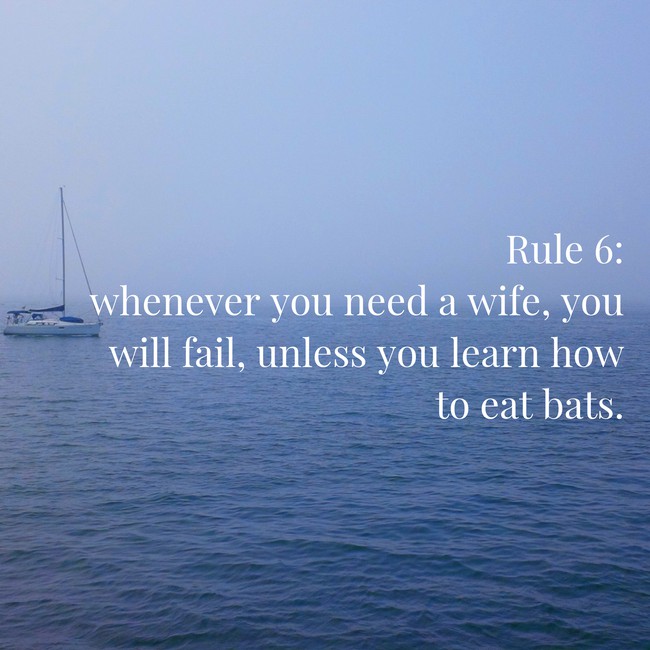 Rule 6:
whenever you need a wife, you
will fail, unless you learn how
to eat bats.